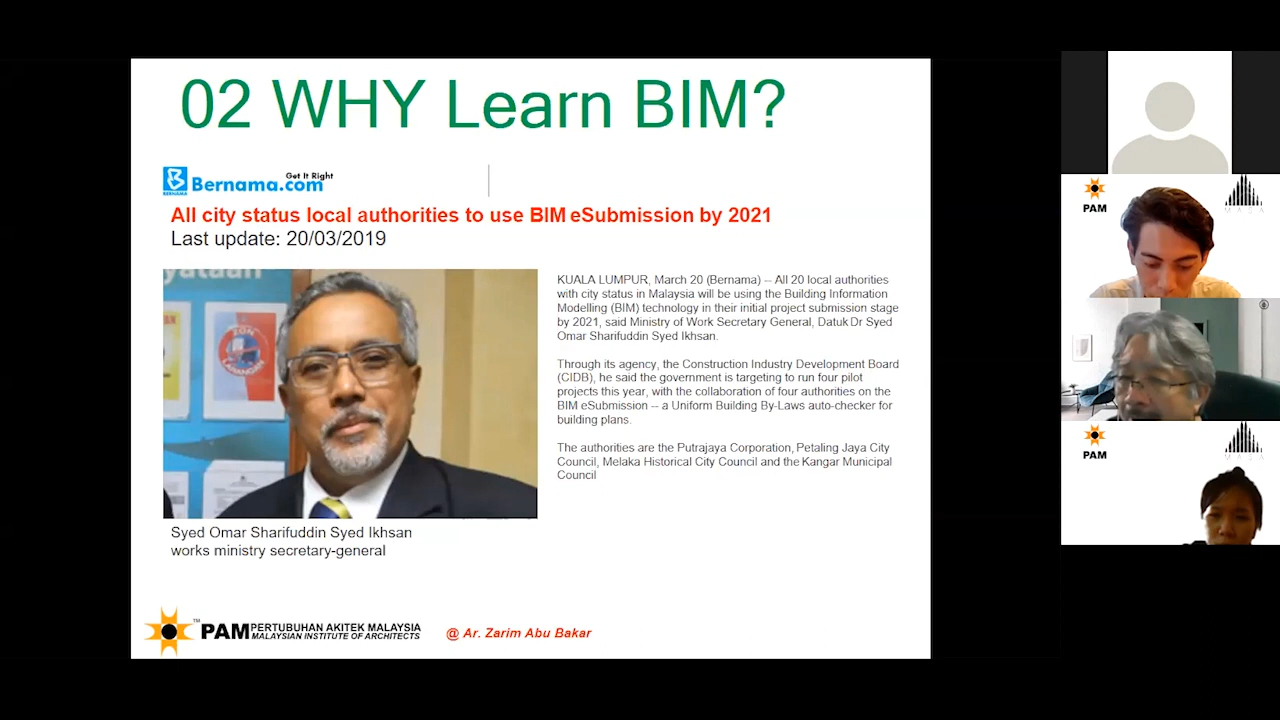 02 WHY Learn BIM?
Get It Right
Bernama.com
BERNAMA
All city status local authorities to use BIM eSubmission by 2021
Last update: 20/03/2019
yataan
KUALA LUMPUR, March 20 (Bernama) -- All 20 local authorities
with city status in Malaysia will be using the Building Information
Modelling (BIM) technology in their initial project submission stage
by 2021, said Ministry of Work Secretary General, Datuk Dr Syed
Omar Sharifuddin Syed Ikhsan.
Through its agency, the Construction Industry Development Board
(CIDB), he said the government is targeting to run four pilot
projects this year, with the collaboration of four authorities on the
BIM eSubmission -- a Uniform Building By-Laws auto-checker for
building plans.
The authorities are the Putrajaya Corporation, Petaling Jaya City
Council, Melaka Historical City Council and the Kangar Municipal
Council
Syed Omar Sharifuddin Syed Ikhsan
works ministry secretary-general
TM
PAM
PERTUBUHAN AKITEK MALAYSIA
MALAYSIAN INSTITUTE OF ARCHITECTS
@ Ar. Zarim Abu Bakar
PAM
PAM